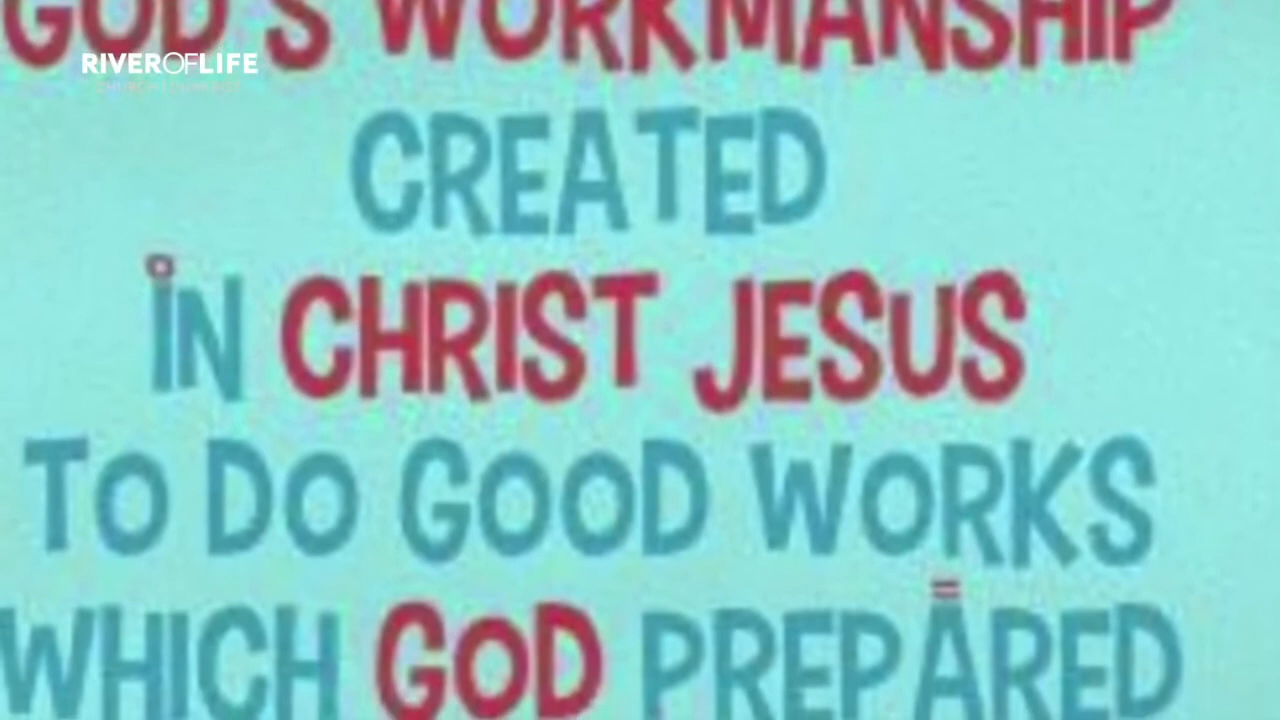 GOD'S WORKMANSHIP
RIVEROFLIFE
CREATED
IN CHRIST JESUS
TO DO GOOD WORKS
WHICH GOD PREPARED